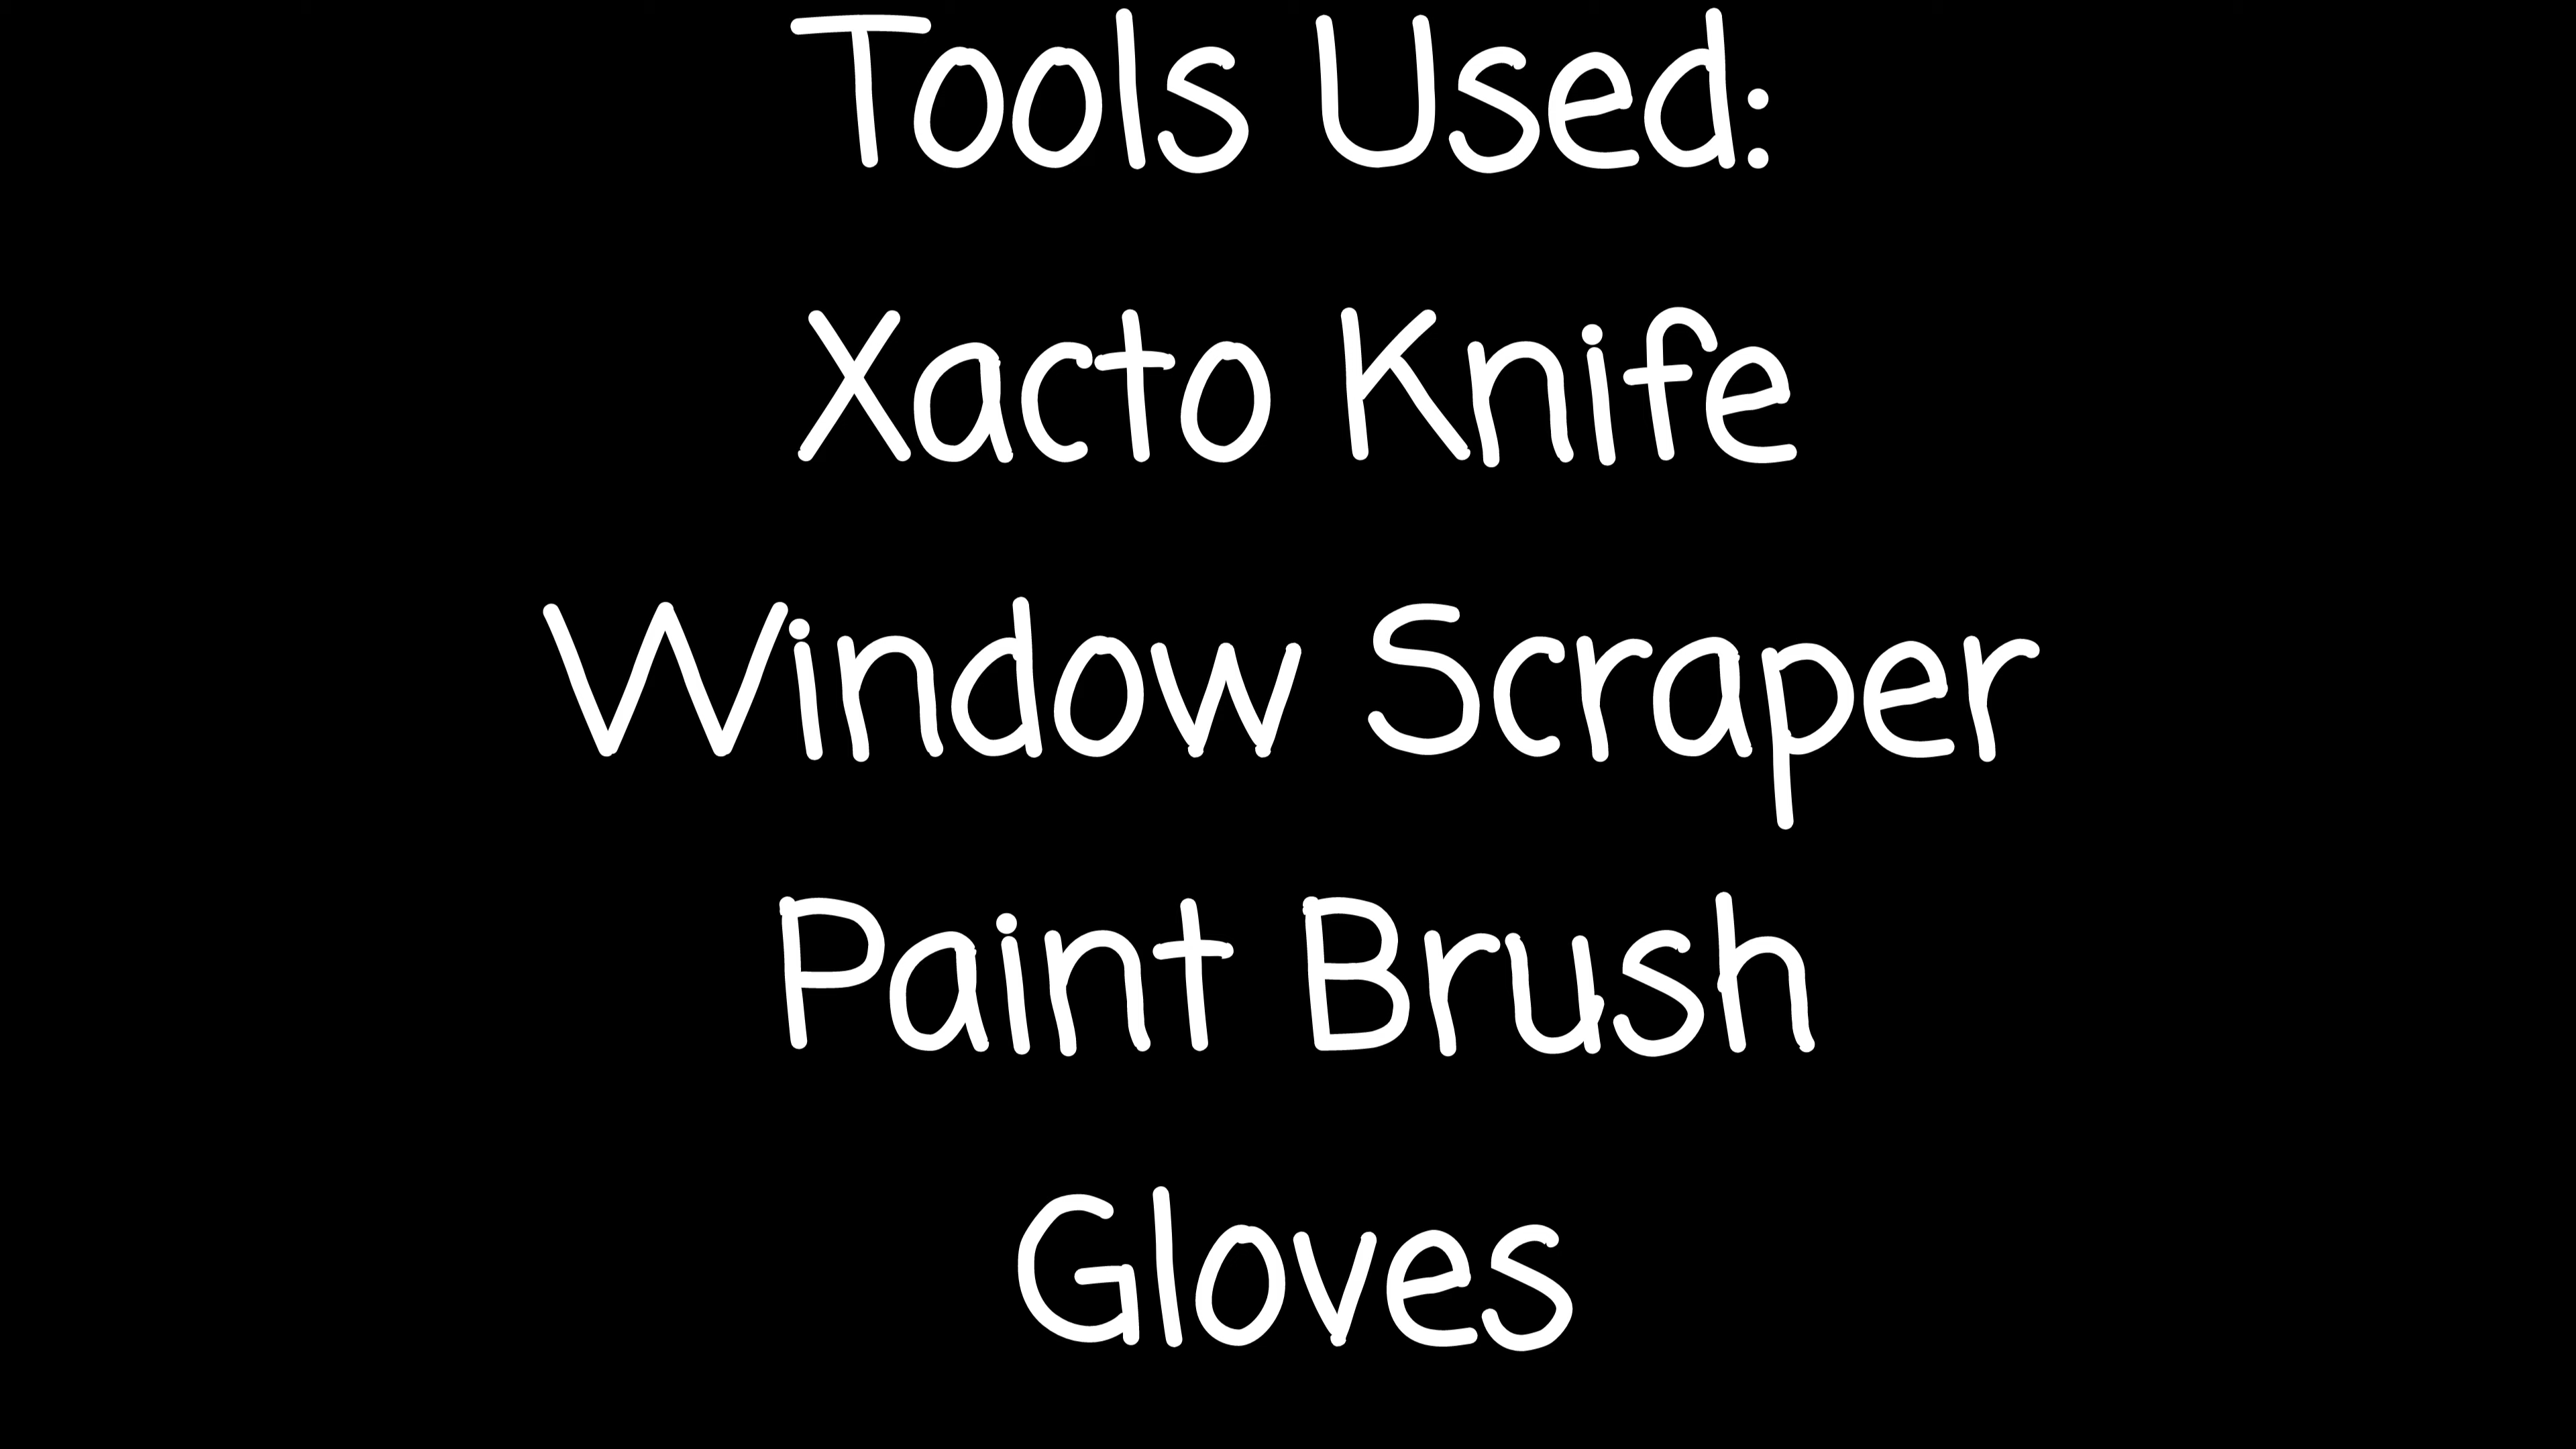 Tools Used:
Xacto Knife
Window Scraper
Paint Brush
Gloves